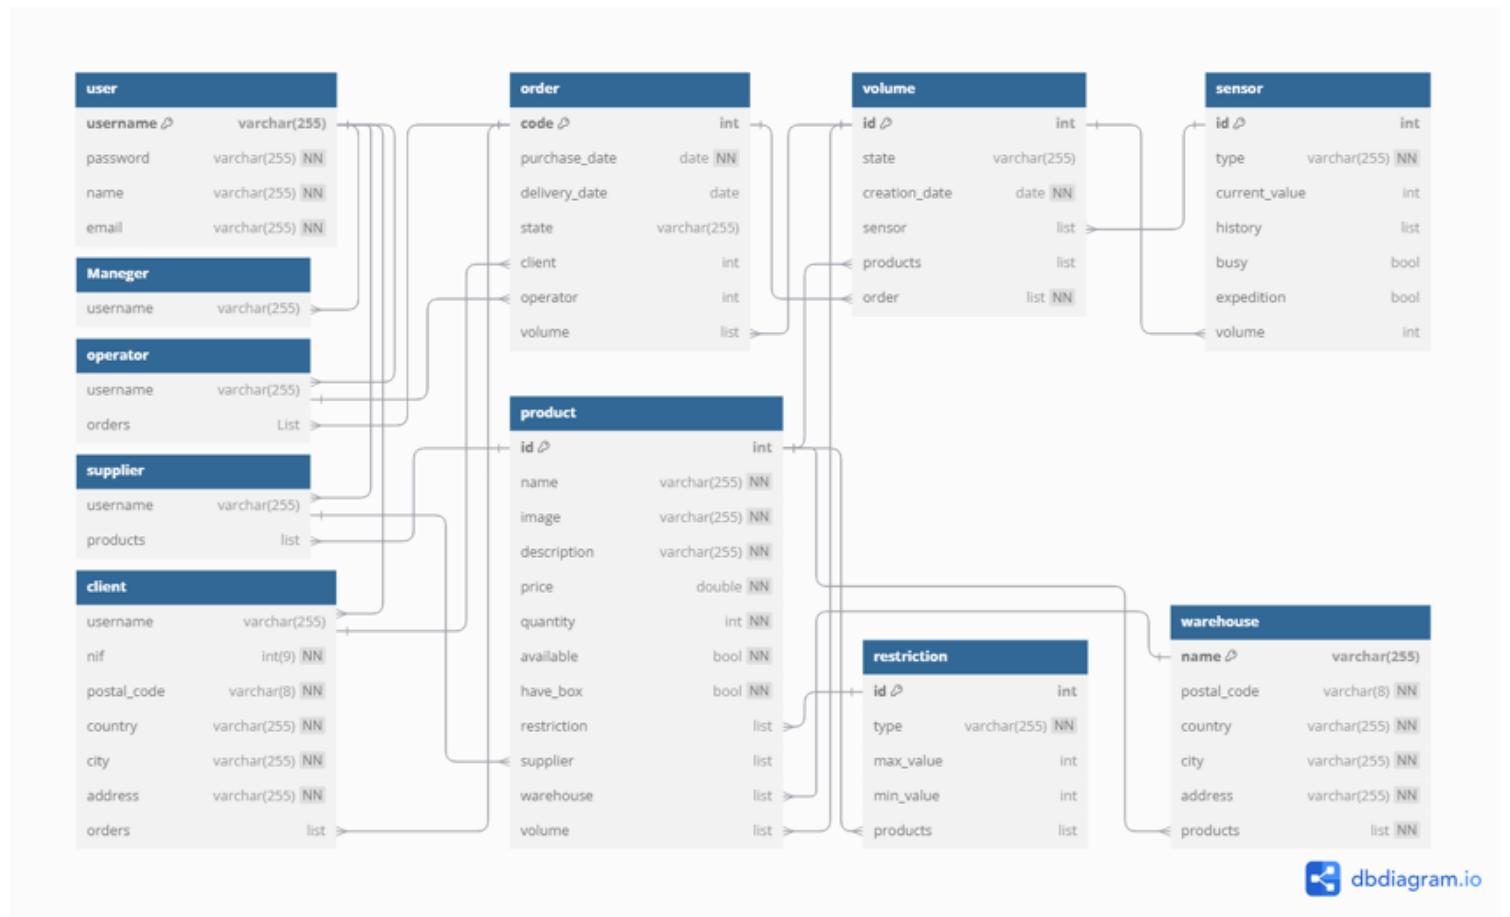 user
username varchar(255)
password varchar(255) NN
name varchar(255) NN
email varchar(255) NN
Maneger
username varchar(255)
operator
username varchar(255)
orders List
supplier
username varchar(255)
products list
client
username varchar(255)
nif int(9) NN
postal_code varchar(8) NN
country varchar(255) NN
city varchar(255) NN
address varchar(255) NN
orders list
order
code int
purchase_date date NN
delivery_date date
state varchar(255)
client int
operator int
volume list
product
id int
name varchar(255) NN
image varchar(255) NN
description varchar(255) NN
price double NN
quantity int NN
available bool NN
have_box bool NN
restriction list
supplier list
warehouse list
volume list
volume
id int
state varchar(255)
creation_date date NN
sensor list
products list
order list NN
restriction
id int
type varchar(255) NN
max_value int
min_value int
products list
sensor
id int
type varchar(255) NN
current_value int
history list
busy bool
expedition bool
volume int
warehouse
name varchar(255)
postal_code varchar(8) NN
country varchar(255) NN
city varchar(255) NN
address varchar(255) NN
products list NN
dbdiagram.io